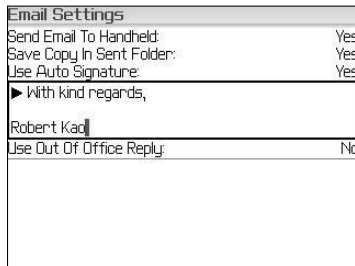 Email Settings
Send Email To Handheld: Yes
Save Copy In Sent Folder: Yes
Use Auto Signature: Yes
▶ With kind regards,
Robert Kao
Use Out Of Office Reply: No